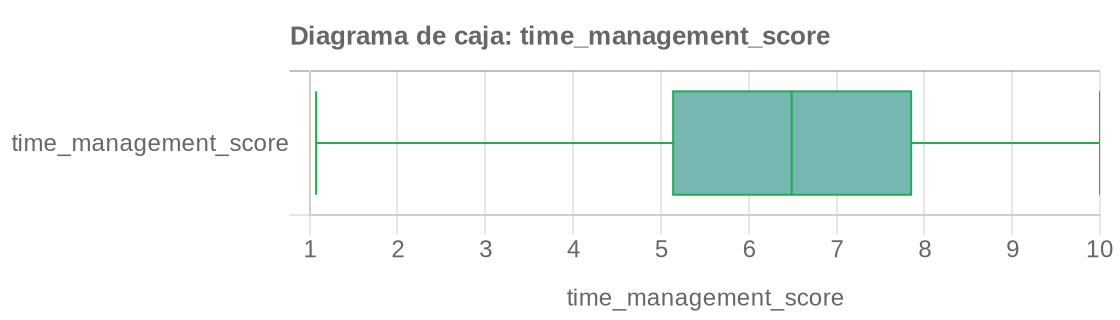 Diagrama de caja: time_management_score
time_management_score
1 2 3 4 5 6 7 8 9 10
time_management_score